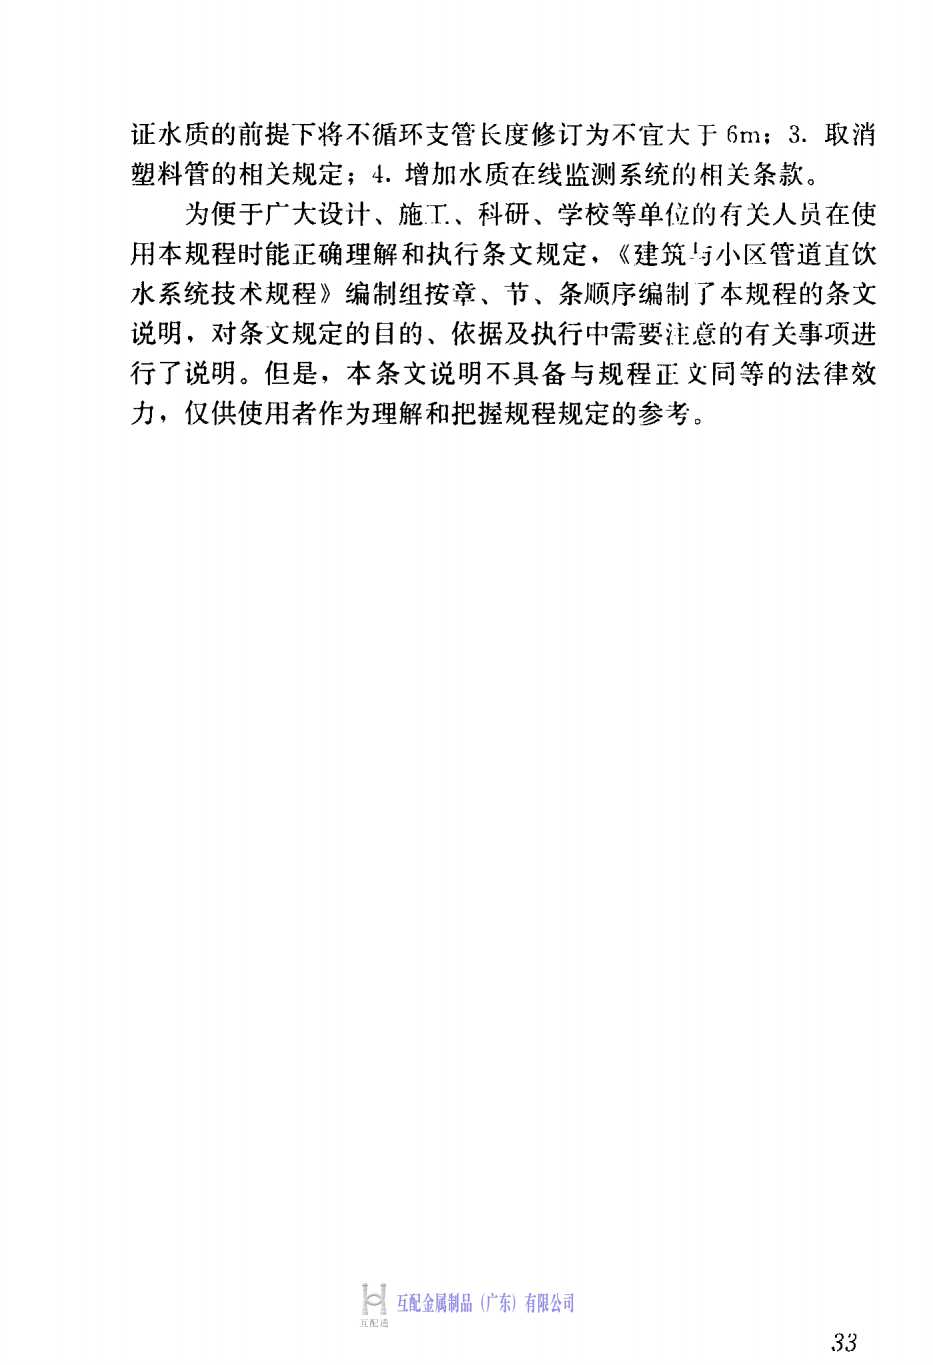 证水质的前提下将不循环支管长度修订为不宜大于 6m；3. 取消
塑料管的相关规定；4. 增加水质在线监测系统的相关条款。
为便于广大设计、施工、科研、学校等单位的有关人员在使
用本规程时能正确理解和执行条文规定，《建筑与小区管道直饮
水系统技术规程》编制组按章、节、条顺序编制了本规程的条文
说明，对条文规定的目的、依据及执行中需要注意的有关事项进
行了说明。但是，本条文说明不具备与规程正文同等的法律效
力，仅供使用者作为理解和把握规程规定的参考。
互配金属制品（广东）有限公司
互配通
33